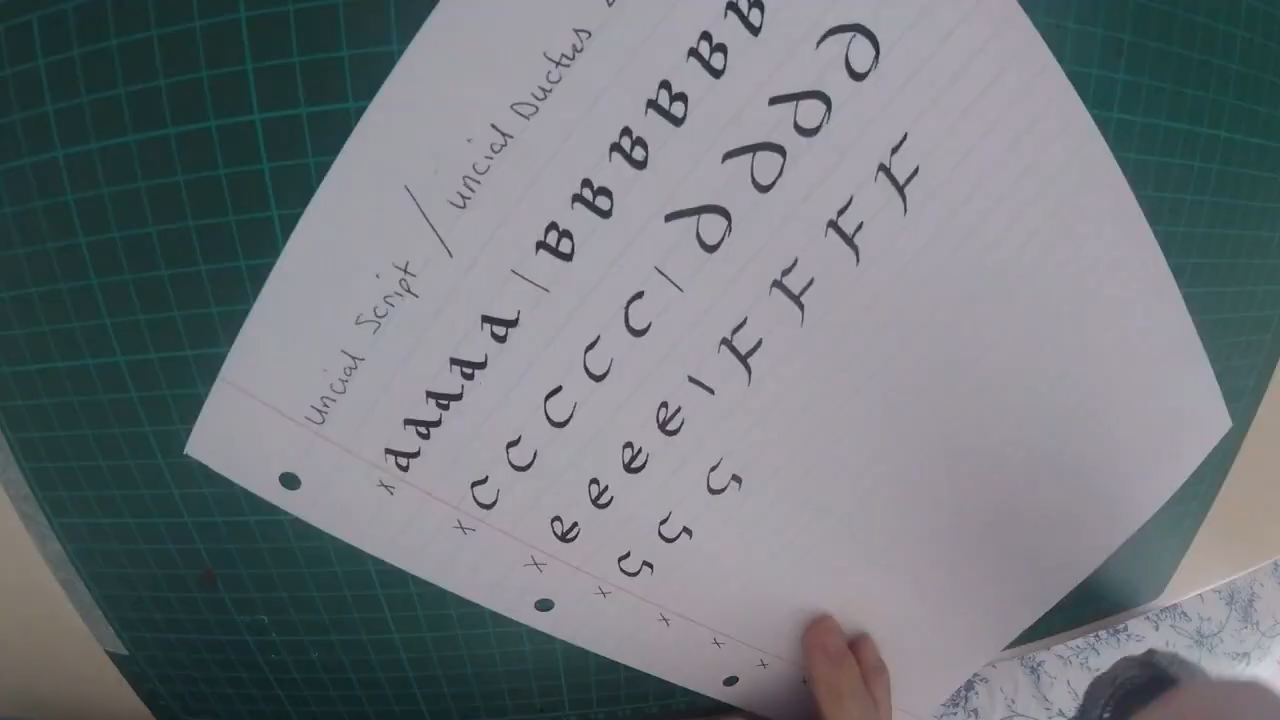 Uncial Script / uncial Ductus
x a a a a / B B B B B B
x c c c c c / d d d d
x e e e e / F F F F
x G G G
x
x
x